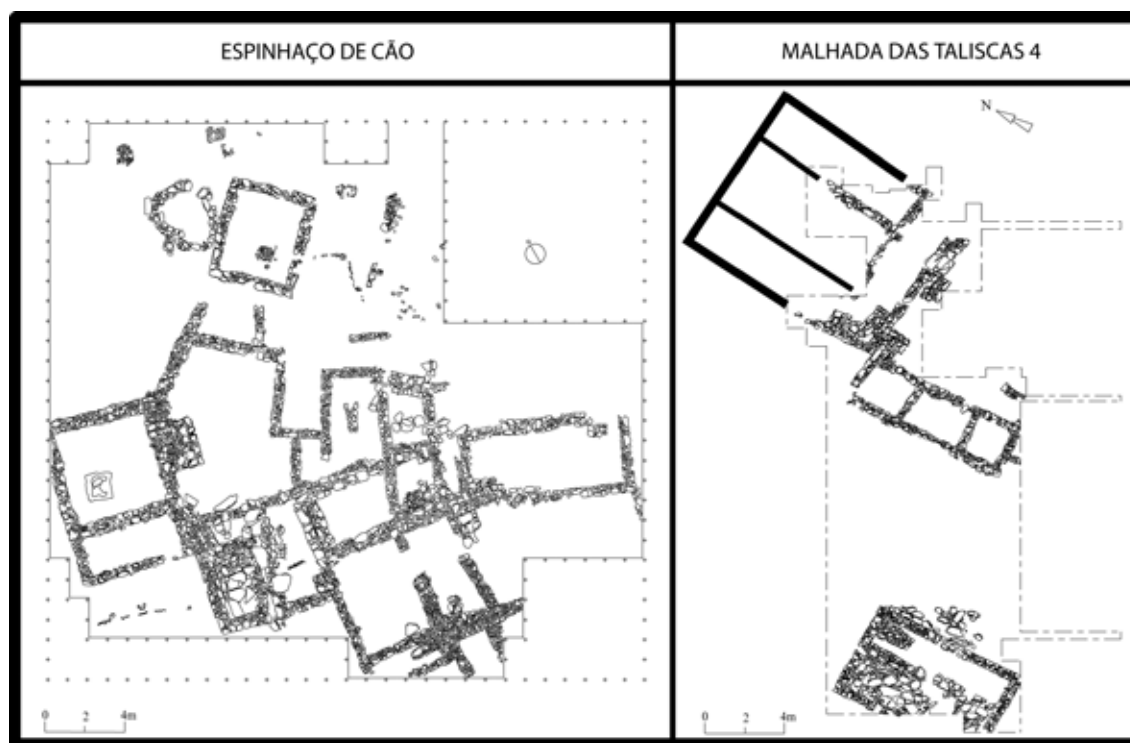 ESPINHAÇO DE CÃO
MALHADA DAS TALISCAS 4
N
0 2 4m
0 2 4m